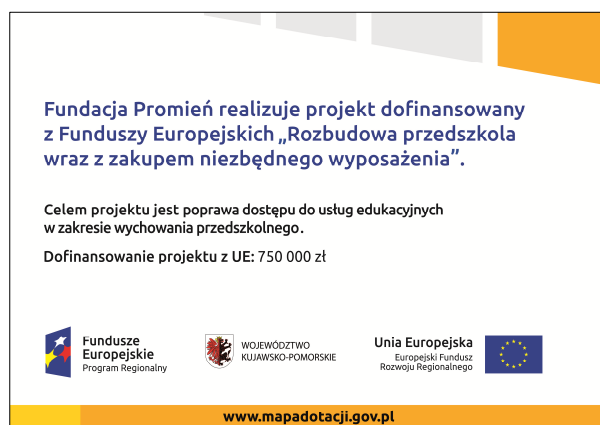 Fundacja Promień realizuje projekt dofinansowany
z Funduszy Europejskich „Rozbudowa przedszkola
wraz z zakupem niezbędnego wyposażenia”.
Celem projektu jest poprawa dostępu do usług edukacyjnych
w zakresie wychowania przedszkolnego.
Dofinansowanie projektu z UE: 750 000 zł
Fundusze
Europejskie
Program Regionalny
WOJEWÓDZTWO
KUJAWSKO-POMORSKIE
Unia Europejska
Europejski Fundusz
Rozwoju Regionalnego
www.mapadotacji.gov.pl